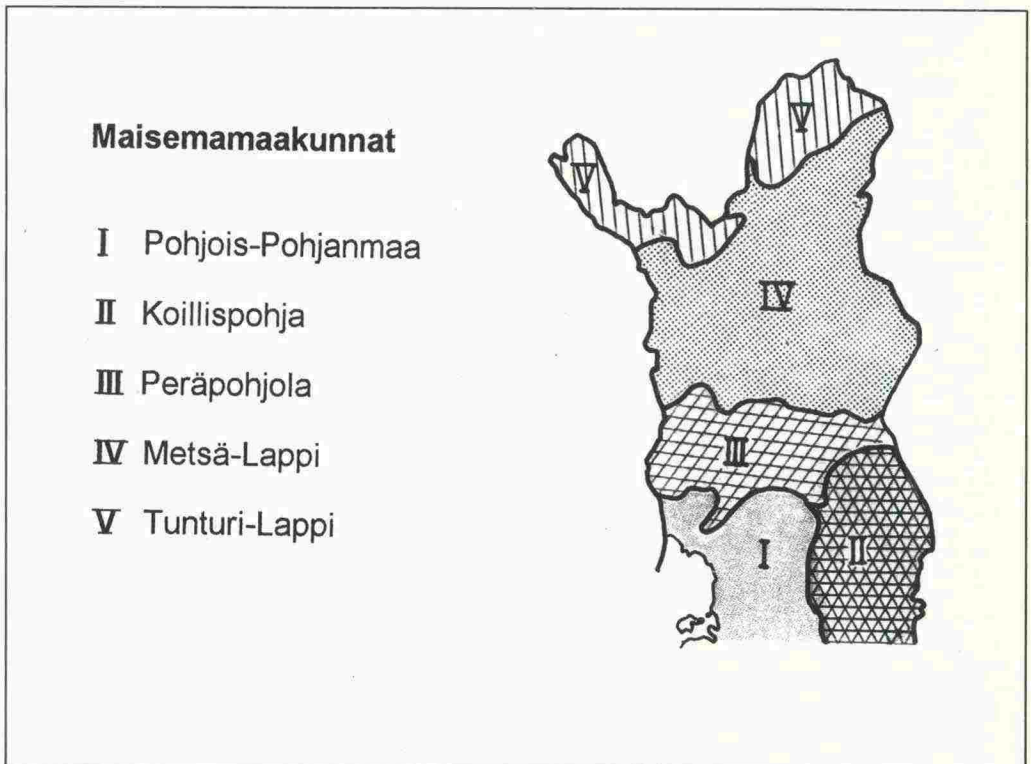 Maisemamaakunnat
I Pohjois-Pohjanmaa
II Koillispohja
III Peräpohjola
IV Metsä-Lappi
V Tunturi-Lappi
V
V
IV
III
I
II